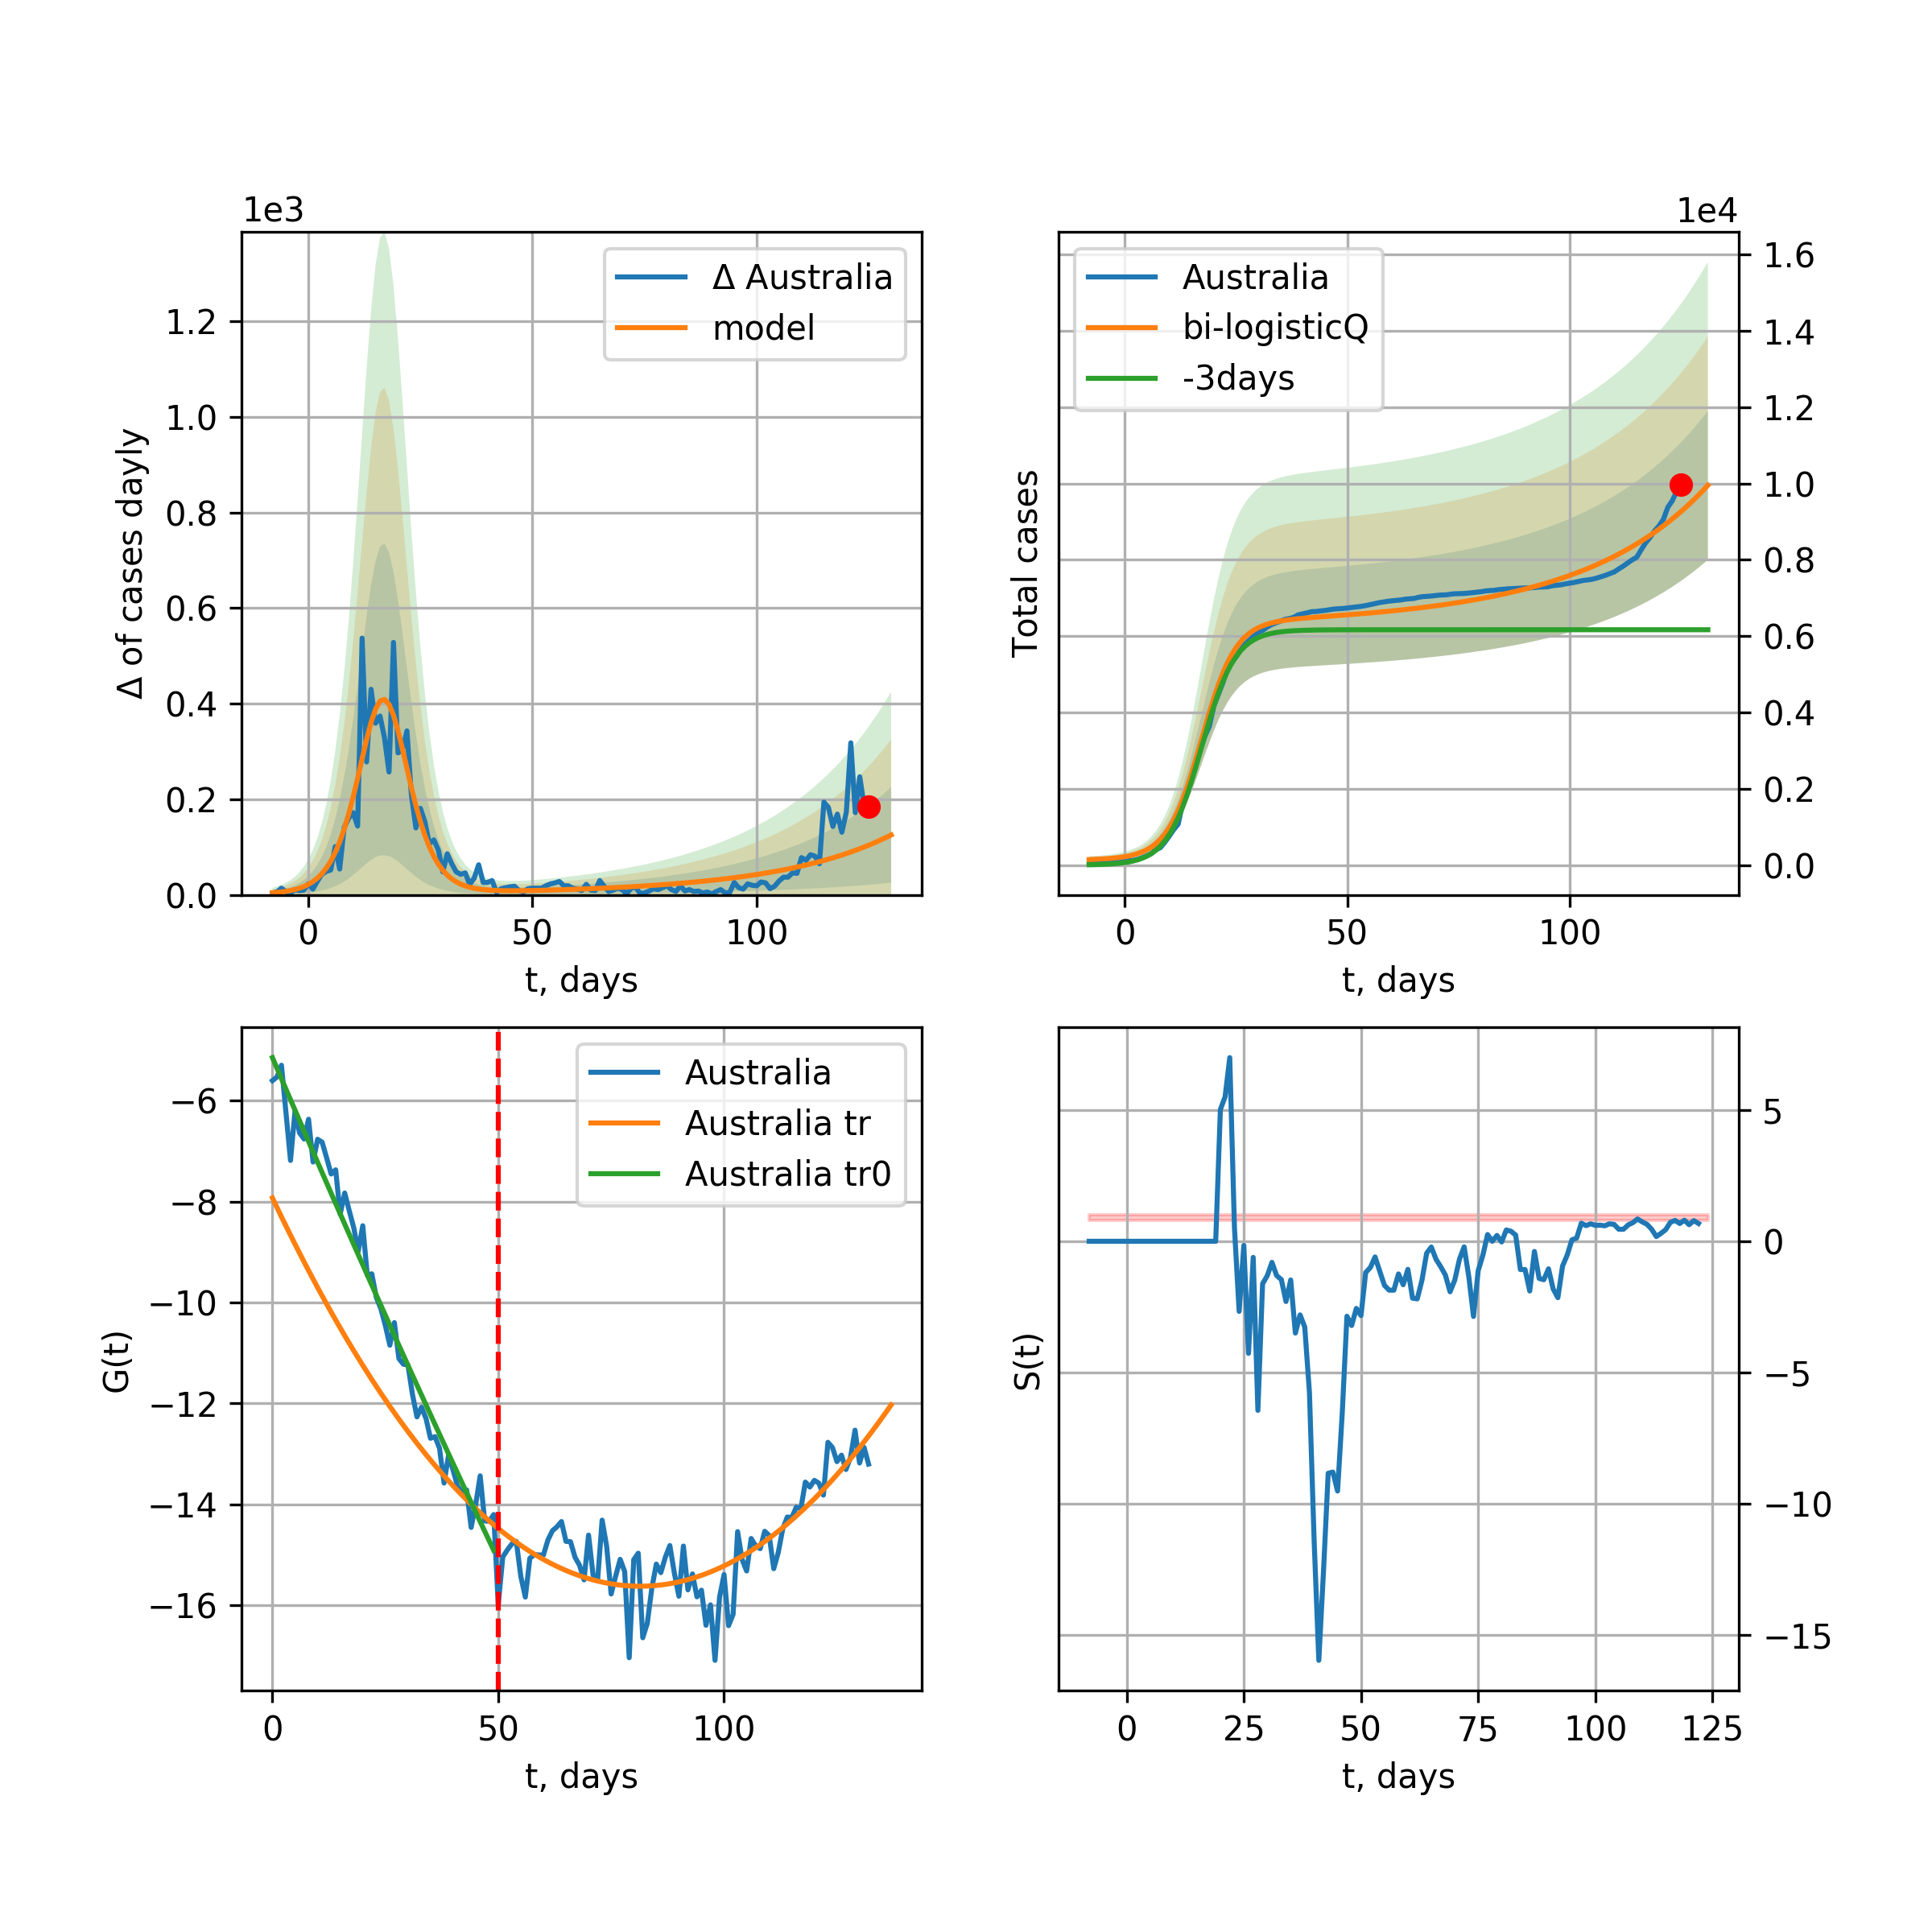 1e3
Δ of cases dayly
1.2
1.0
0.8
0.6
0.4
0.2
0.0
Δ Australia
model
0 50 100
t, days
1e4
Total cases
Australia
bi-logisticQ
-3days
1.6
1.4
1.2
1.0
0.8
0.6
0.4
0.2
0.0
0 50 100
t, days
G(t)
−6
−8
−10
−12
−14
−16
Australia
Australia tr
Australia tr0
0 50 100
t, days
S(t)
5
0
−5
−10
−15
0 25 50 75 100 125
t, days